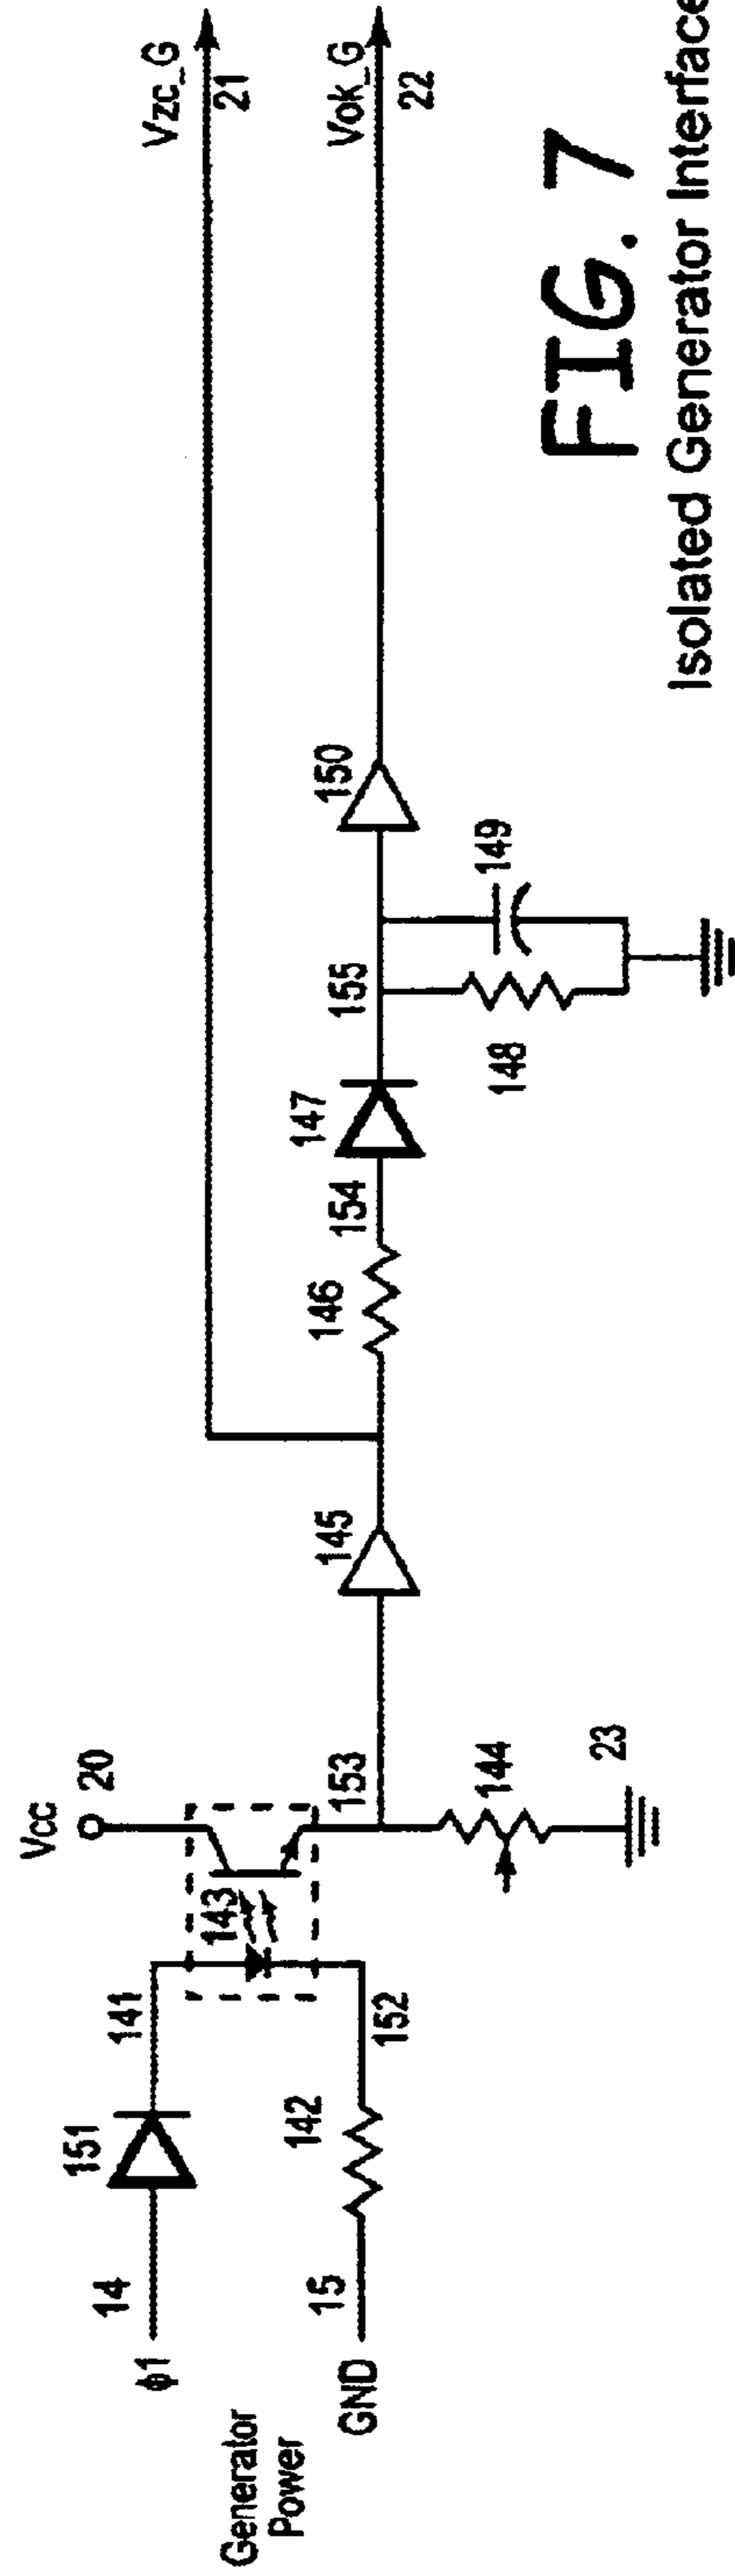 Generator
Power
ϕ1
14
151
141
GND
15
142
152
143
Vcc
20
153
144
23
145
146
154
147
155
148
149
150
Vzc_G
21
Vok_G
22
FIG. 7
Isolated Generator Interface